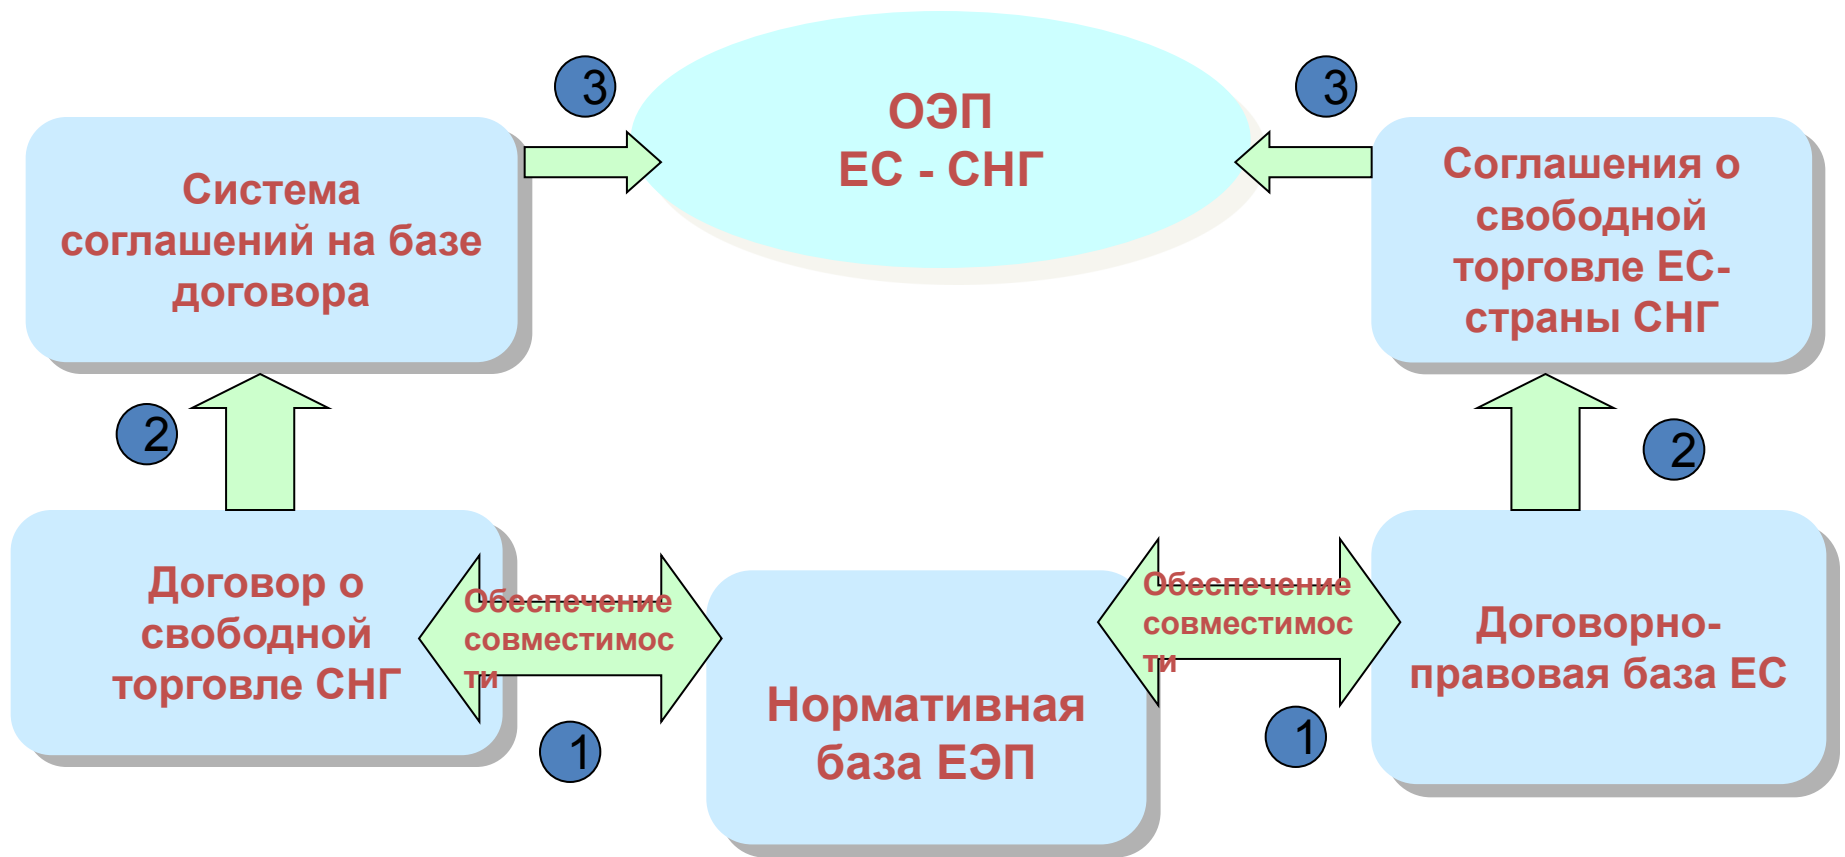 3
ОЭП
ЕС - СНГ
3
Система
соглашений на базе
договора
Соглашения о
свободной
торговле ЕС-
страны СНГ
2
2
Договор о
свободной
торговле СНГ
Обеспечение
совместимос
ти
1
Нормативная
база ЕЭП
Обеспечение
совместимос
ти
1
Договорно-
правовая база ЕС